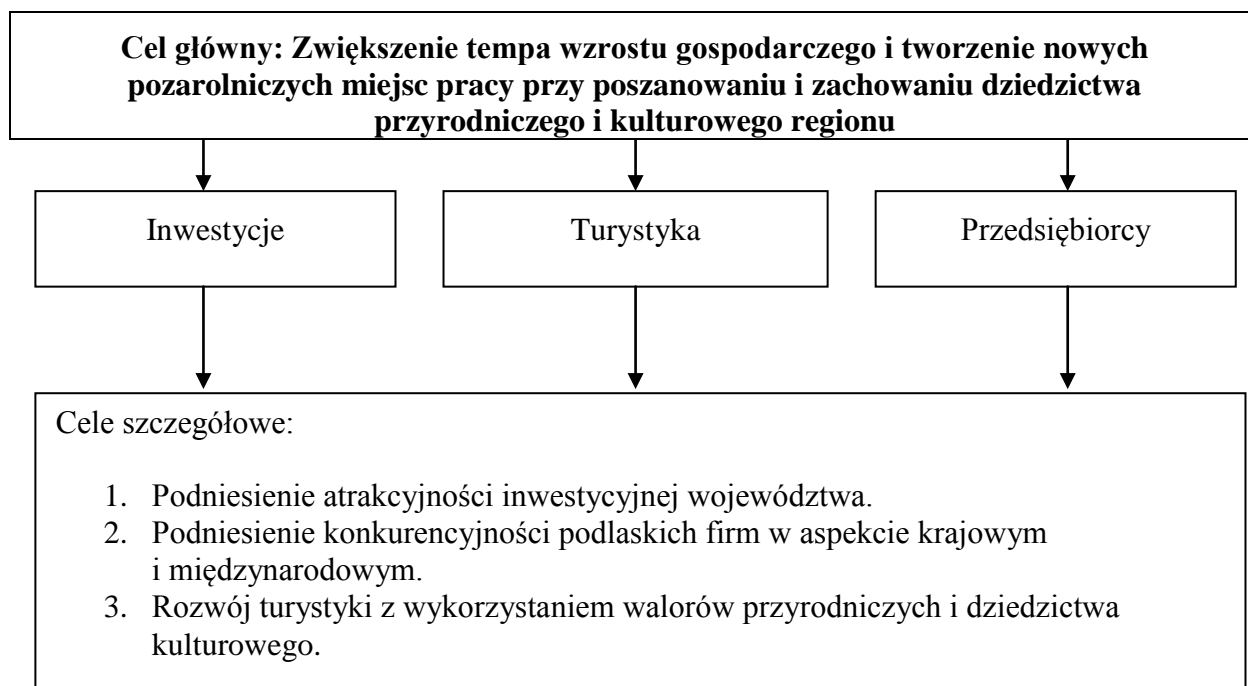 Cel główny: Zwiększenie tempa wzrostu gospodarczego i tworzenie nowych
pozarolniczych miejsc pracy przy poszanowaniu i zachowaniu dziedzictwa
przyrodniczego i kulturowego regionu
Inwestycje
Turystyka
Przedsiębiorcy
Cele szczegółowe:
1. Podniesienie atrakcyjności inwestycyjnej województwa.
2. Podniesienie konkurencyjności podlaskich firm w aspekcie krajowym
i międzynarodowym.
3. Rozwój turystyki z wykorzystaniem walorów przyrodniczych i dziedzictwa
kulturowego.